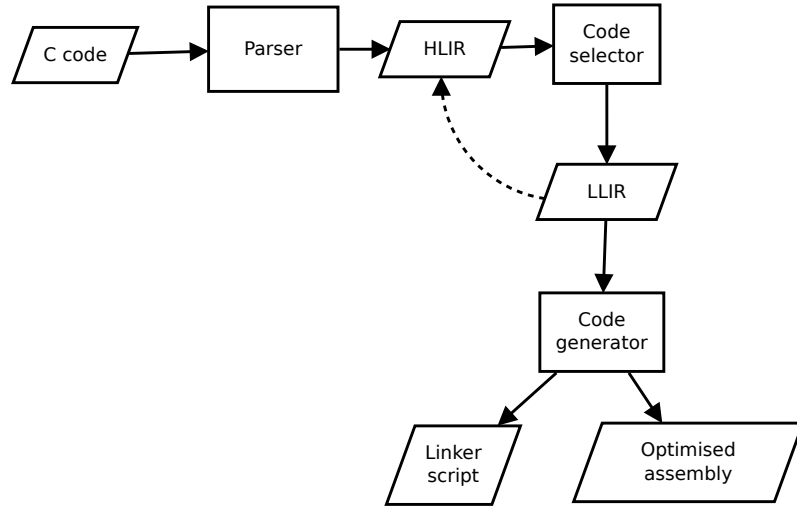 C code
Parser
HLIR
Code
selector
LLIR
Code
generator
Linker
script
Optimised
assembly